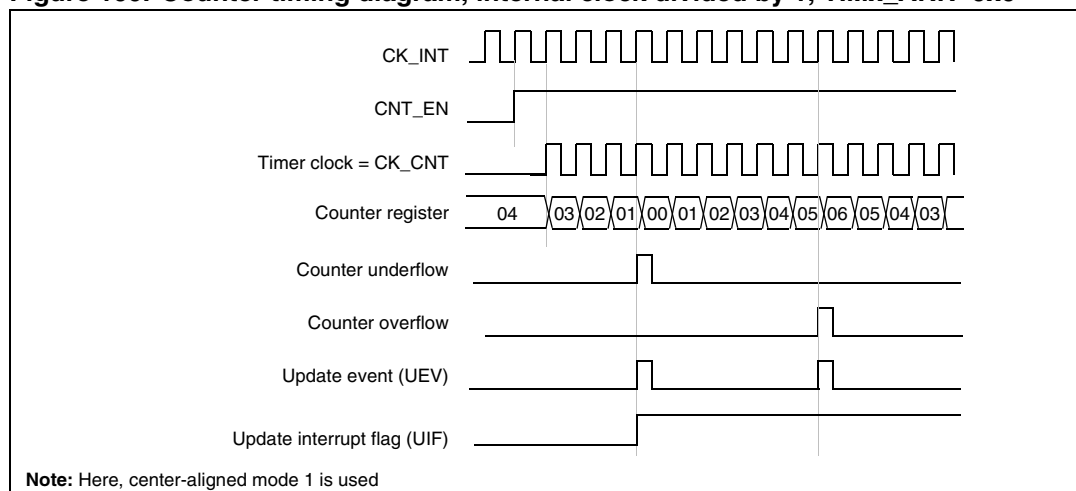 CK_INT
CNT_EN
Timer clock = CK_CNT
Counter register 04 03 02 01 00 01 02 03 04 05 06 05 04 03
Counter underflow
Counter overflow
Update event (UEV)
Update interrupt flag (UIF)
Note: Here, center-aligned mode 1 is used